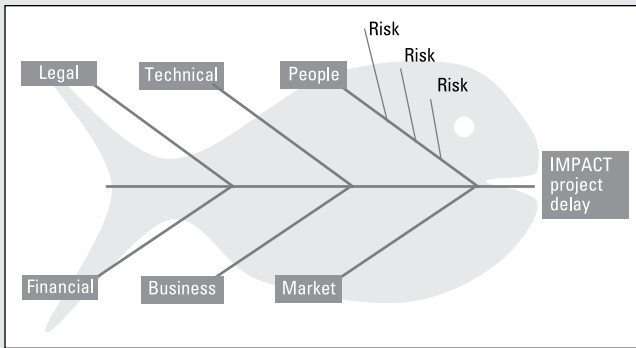 Risk
Risk
Risk
Legal
Technical
People
IMPACT
project
delay
Financial
Business
Market